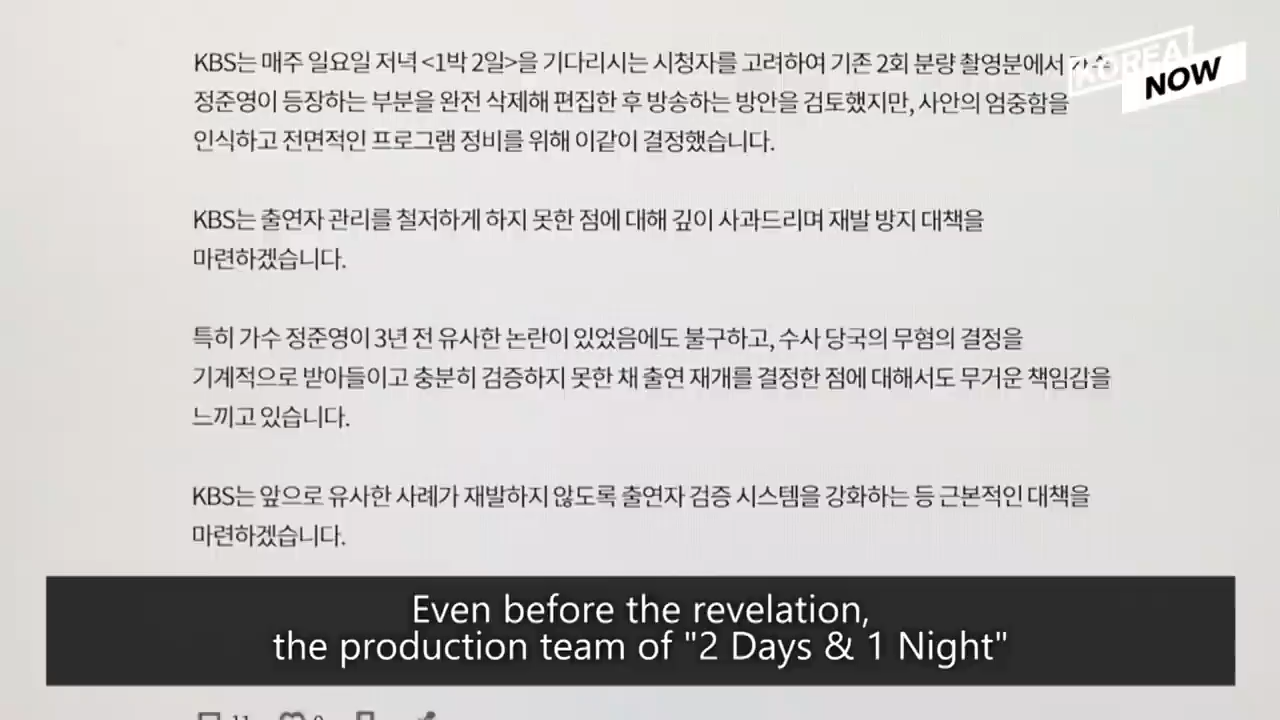 KOREA
NOW
KBS는 매주 일요일 저녁 <1박 2일>을 기다리시는 시청자를 고려하여 기존 2회 분량 촬영분에서 가수
정준영이 등장하는 부분을 완전 삭제해 편집한 후 방송하는 방안을 검토했지만, 사안의 엄중함을
인식하고 전면적인 프로그램 정비를 위해 이같이 결정했습니다.
KBS는 출연자 관리를 철저하게 하지 못한 점에 대해 깊이 사과드리며 재발 방지 대책을
마련하겠습니다.
특히 가수 정준영이 3년 전 유사한 논란이 있었음에도 불구하고, 수사 당국의 무혐의 결정을
기계적으로 받아들이고 충분히 검증하지 못한 채 출연 재개를 결정한 점에 대해서도 무거운 책임감을
느끼고 있습니다.
KBS는 앞으로 유사한 사례가 재발하지 않도록 출연자 검증 시스템을 강화하는 등 근본적인 대책을
마련하겠습니다.
Even before the revelation,
the production team of "2 Days & 1 Night"